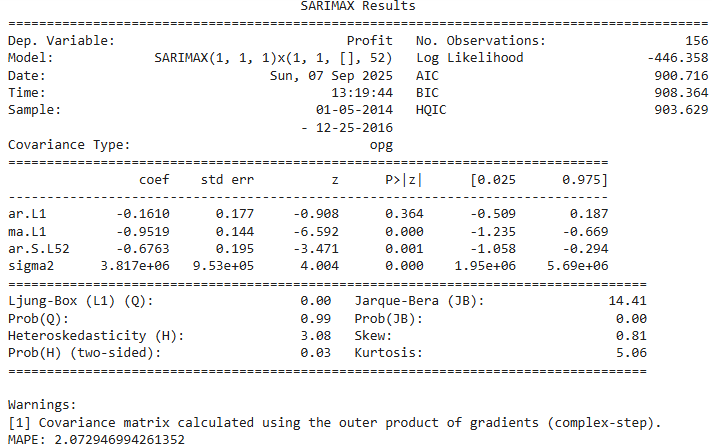 SARIMAX Results
==========================================================================================
Dep. Variable:                             Profit   No. Observations:                  156
Model:             SARIMAX(1, 1, 1)x(1, 1, [], 52)   Log Likelihood                -446.358
Date:                            Sun, 07 Sep 2025   AIC                            900.716
Time:                                    13:19:44   BIC                            908.364
Sample:                                01-05-2014   HQIC                           903.629
                                     - 12-25-2016
Covariance Type:                              opg
==============================================================================
                 coef    std err          z      P>|z|      [0.025      0.975]
------------------------------------------------------------------------------
ar.L1         -0.1610      0.177     -0.908      0.364      -0.509       0.187
ma.L1         -0.9519      0.144     -6.592      0.000      -1.235      -0.669
ar.S.L52      -0.6763      0.195     -3.471      0.001      -1.058      -0.294
sigma2      3.817e+06   9.53e+05      4.004      0.000    1.95e+06    5.69e+06
===================================================================================
Ljung-Box (L1) (Q):                   0.00   Jarque-Bera (JB):                14.41
Prob(Q):                              0.99   Prob(JB):                         0.00
Heteroskedasticity (H):               3.08   Skew:                             0.81
Prob(H) (two-sided):                  0.03   Kurtosis:                         5.06
===================================================================================
Warnings:
[1] Covariance matrix calculated using the outer product of gradients (complex-step).
MAPE: 2.072946994261352